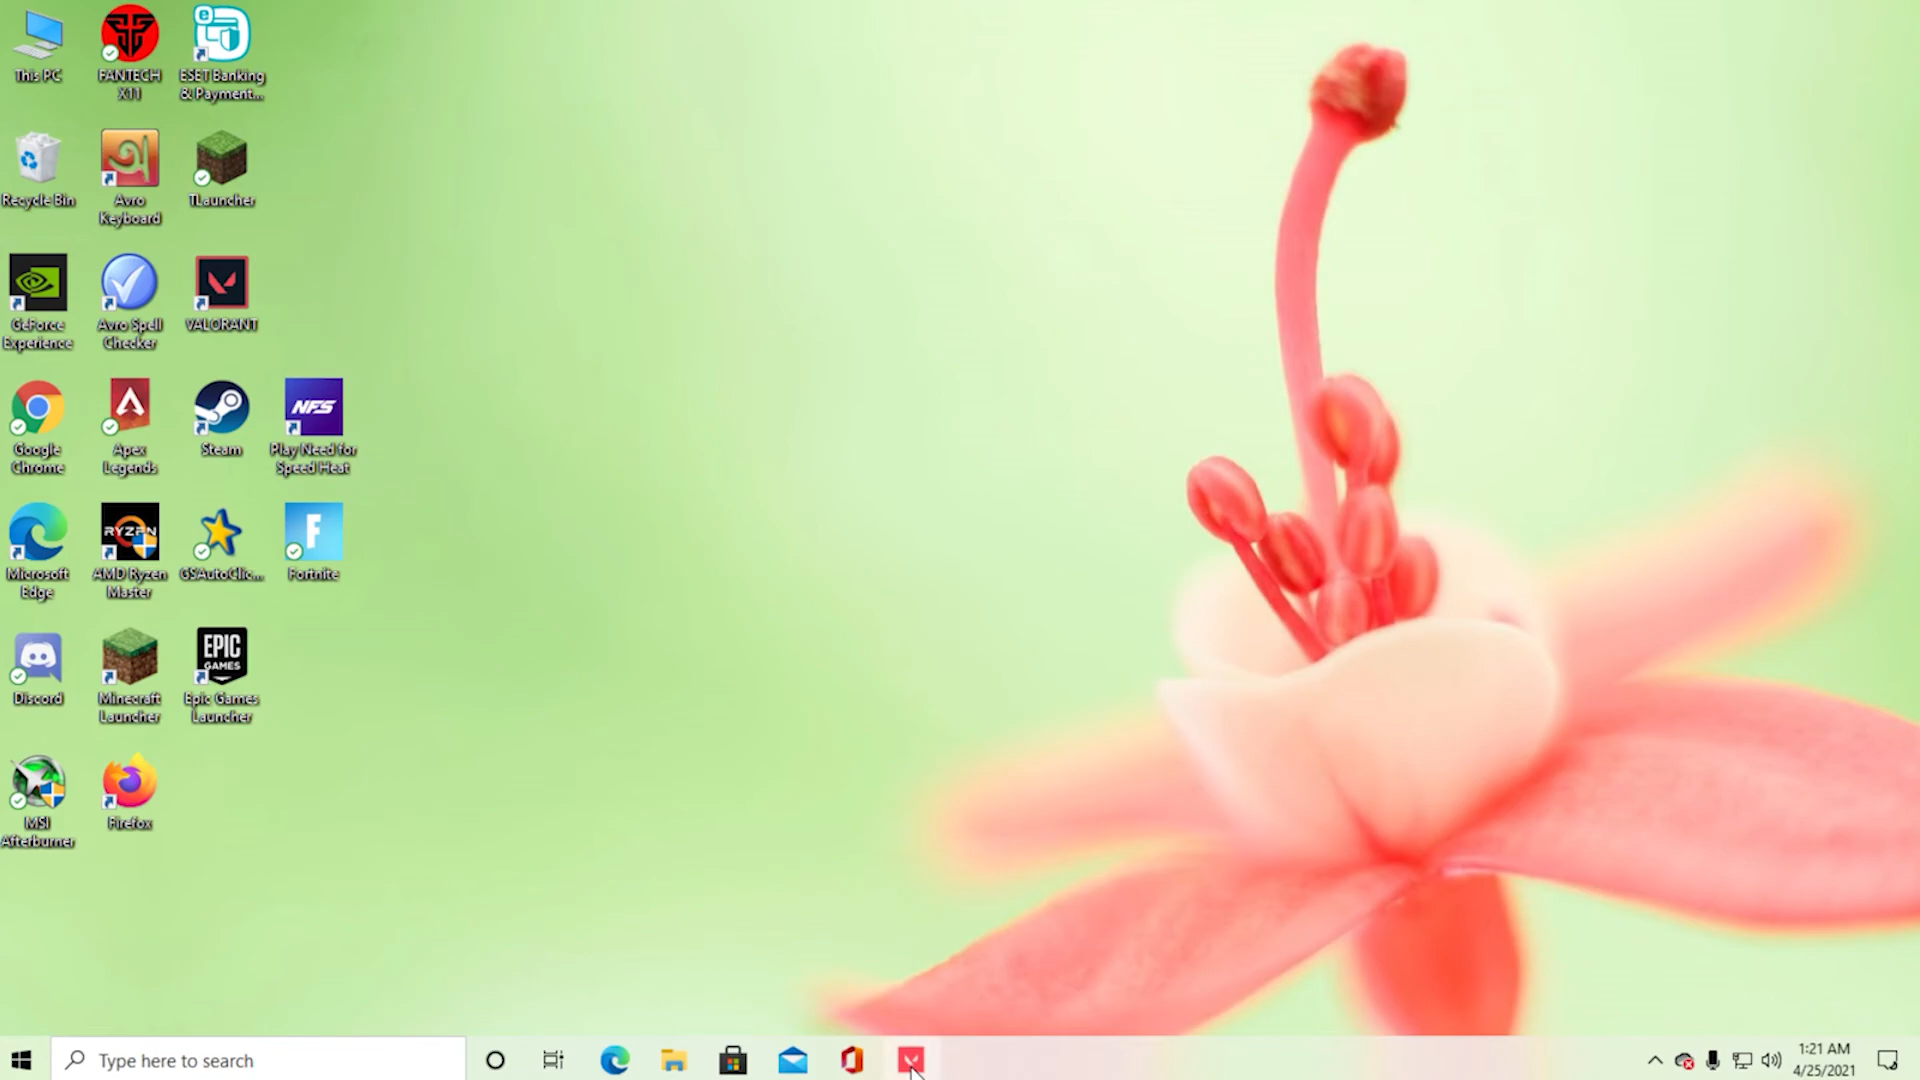 This PC
FANTECH
X11
ESET Banking
& Payment...
Recycle Bin
Avro
Keyboard
TLauncher
GeForce
Experience
Avro Spell
Checker
VALORANT
Google
Chrome
Apex
Legends
Steam
NFS
Play Need for
Speed Heat
Microsoft
Edge
RYZEN
AMD Ryzen
Master
GSAutoClic...
F
Fortnite
Discord
Minecraft
Launcher
EPIC
GAMES
Epic Games
Launcher
MSI
Afterburner
Firefox
Type here to search
1:21 AM
4/25/2021